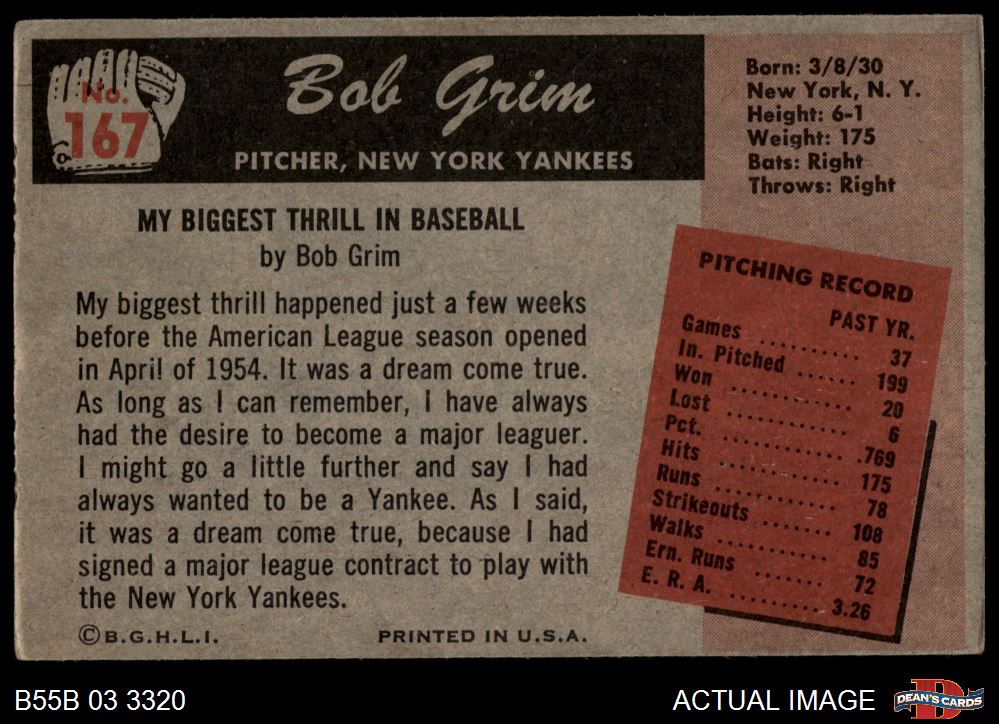 No.
167
Bob Grim
PITCHER, NEW YORK YANKEES
Born: 3/8/30
New York, N. Y.
Height: 6-1
Weight: 175
Bats: Right
Throws: Right
MY BIGGEST THRILL IN BASEBALL
by Bob Grim
My biggest thrill happened just a few weeks
before the American League season opened
in April of 1954. It was a dream come true.
As long as I can remember, I have always
had the desire to become a major leaguer.
I might go a little further and say I had
always wanted to be a Yankee. As I said,
it was a dream come true, because I had
signed a major league contract to play with
the New York Yankees.
©B.G.H.L.I. PRINTED IN U.S.A.
PITCHING RECORD
PAST YR.
Games .......... 37
In. Pitched ...... 199
Won ............ 20
Lost ............ 6
Pct. ............ .769
Hits ............ 175
Runs ............ 78
Strikeouts ....... 108
Walks .......... 85
Ern. Runs ....... 72
E. R. A. ......... 3.26
B55B 03 3320
ACTUAL IMAGE
DEAN'S CARDS